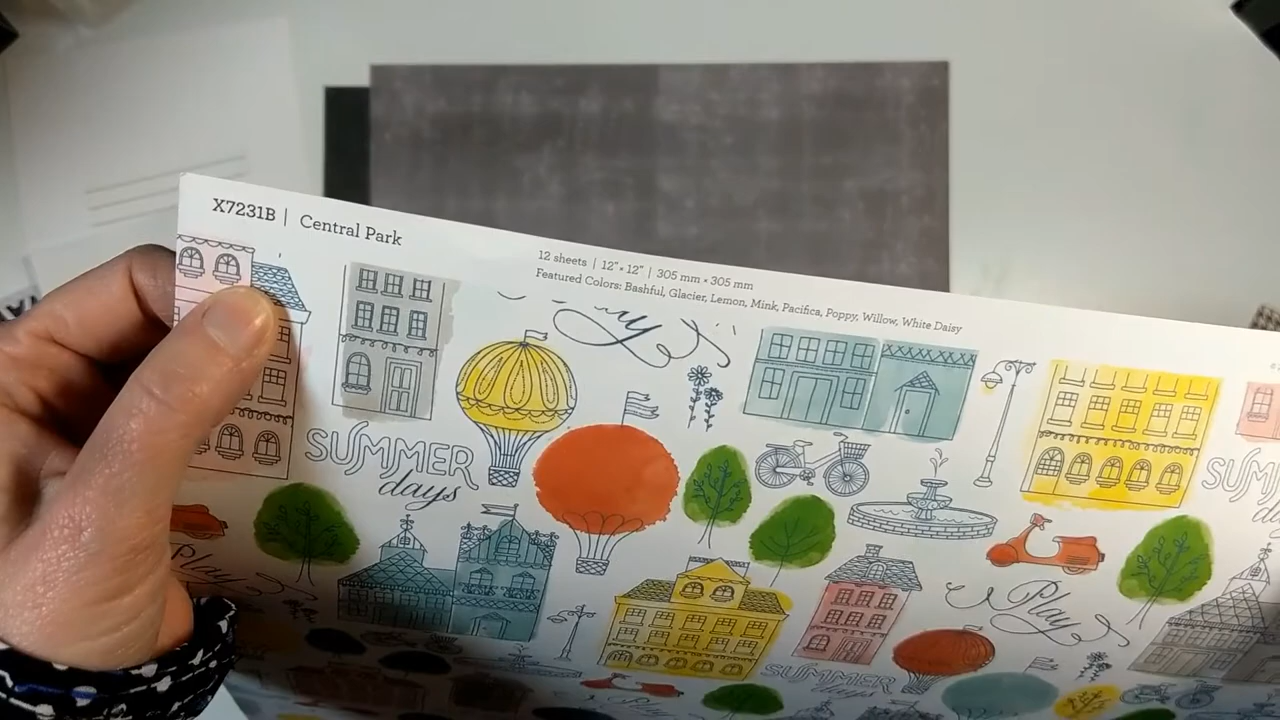 X7231B | Central Park
12 sheets | 12" × 12" | 305 mm × 305 mm
Featured Colors: Bashful, Glacier, Lemon, Mink, Pacifica, Poppy, Willow, White Daisy
SUMMER
days
SUMM
Play
Play
SUMMER
days